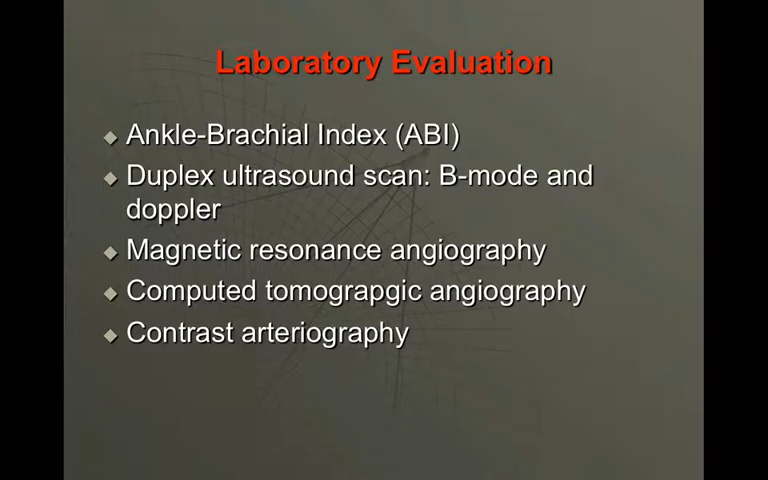 Laboratory Evaluation
Ankle-Brachial Index (ABI)
Duplex ultrasound scan: B-mode and
doppler
Magnetic resonance angiography
Computed tomograpgic angiography
Contrast arteriography